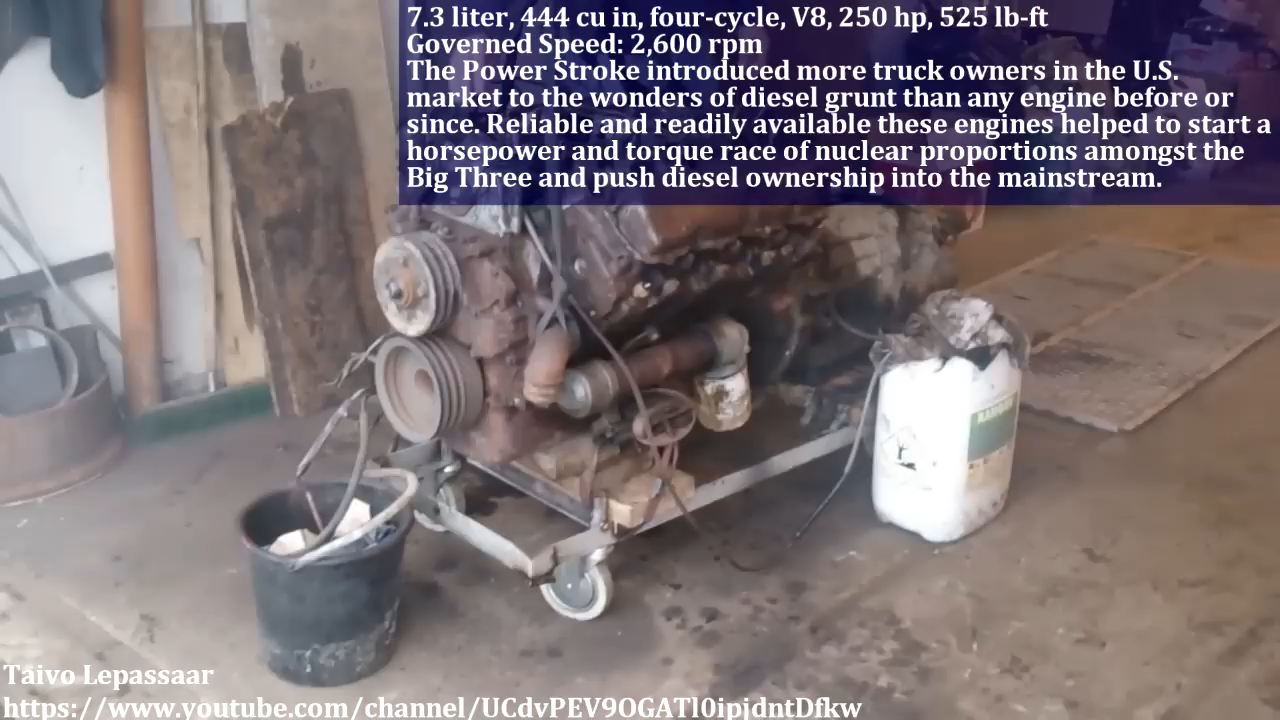 7.3 liter, 444 cu in, four-cycle, V8, 250 hp, 525 lb-ft
Governed Speed: 2,600 rpm
The Power Stroke introduced more truck owners in the U.S.
market to the wonders of diesel grunt than any engine before or
since. Reliable and readily available these engines helped to start a
horsepower and torque race of nuclear proportions amongst the
Big Three and push diesel ownership into the mainstream.
Taivo Lepassaar
https://www.youtube.com/channel/UCdvPEV9OGATl0ipjdntDfkw